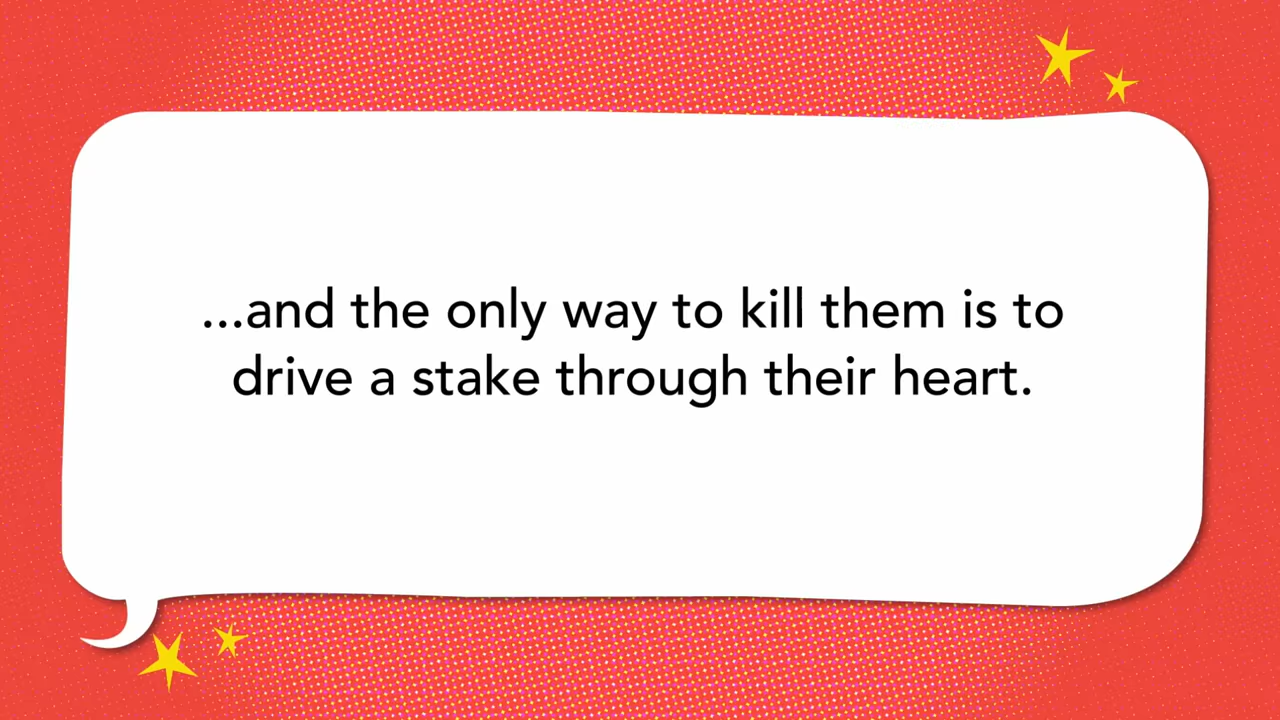 ...and the only way to kill them is to
drive a stake through their heart.